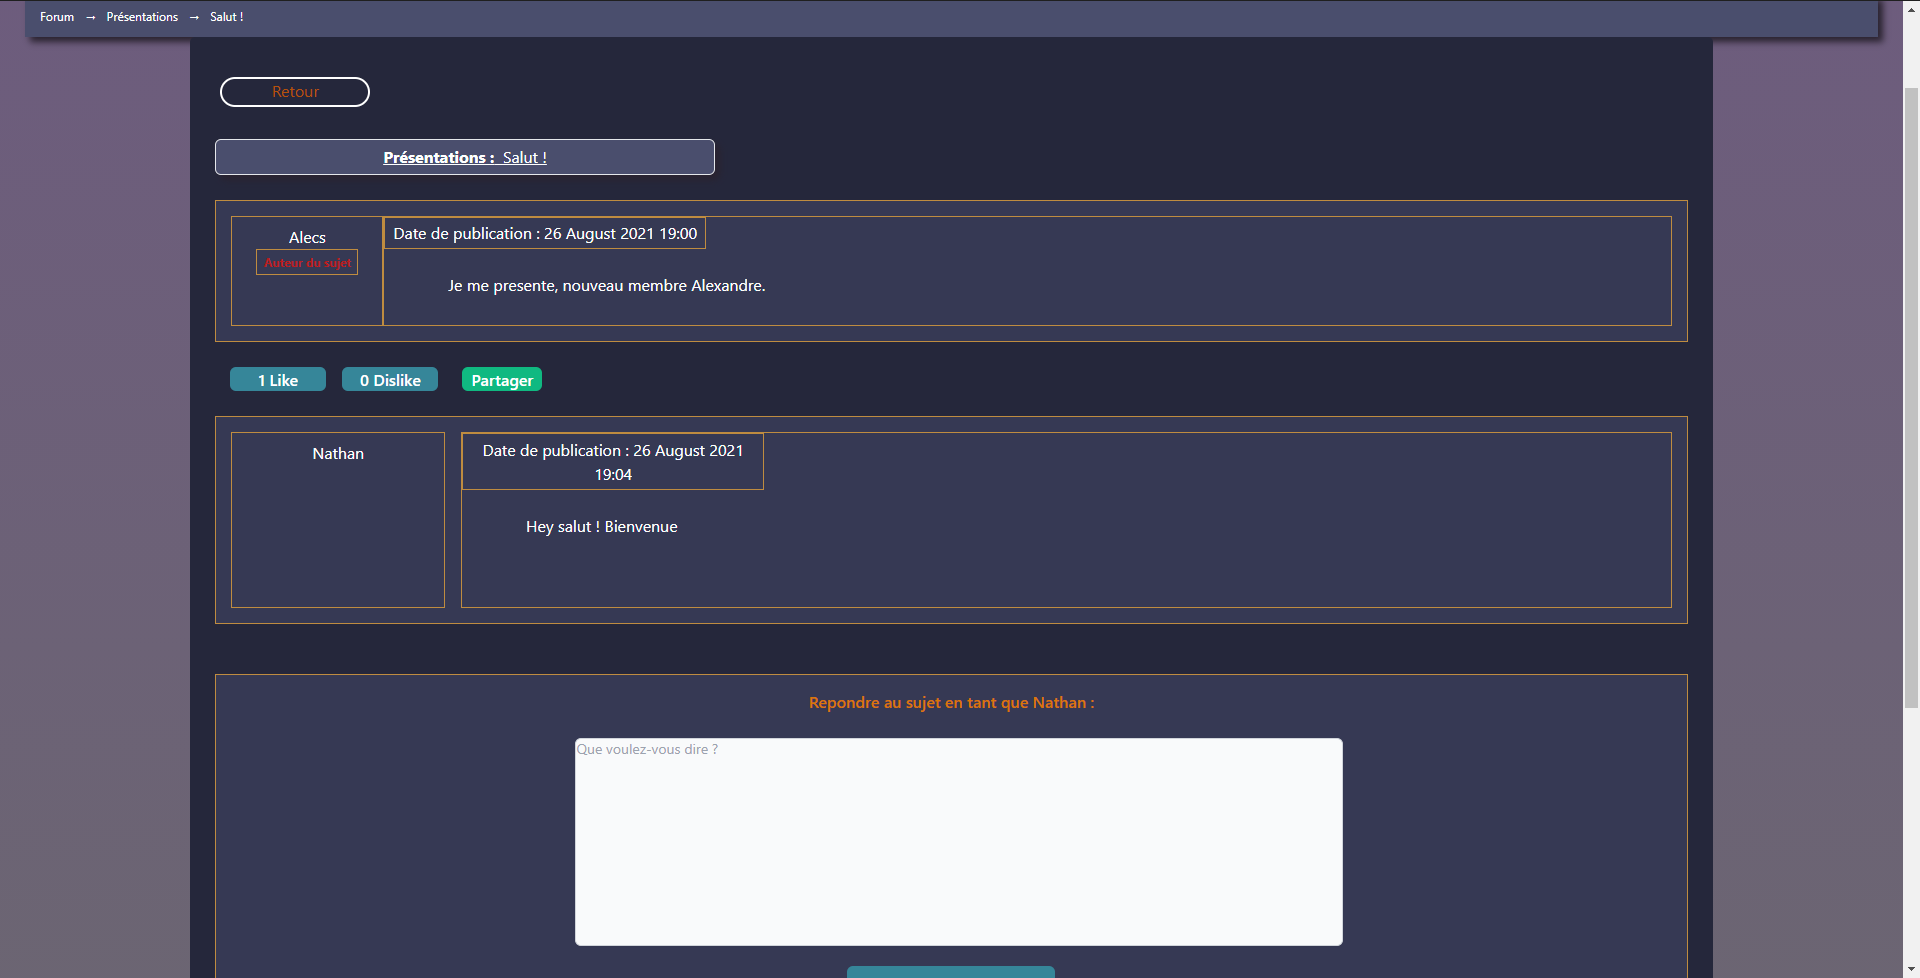 Forum → Présentations → Salut !
Retour
Présentations : Salut !
Alecs
Auteur du sujet
Date de publication : 26 August 2021 19:00
Je me presente, nouveau membre Alexandre.
1 Like
0 Dislike
Partager
Nathan
Date de publication : 26 August 2021
19:04
Hey salut ! Bienvenue
Repondre au sujet en tant que Nathan :
Que voulez-vous dire ?